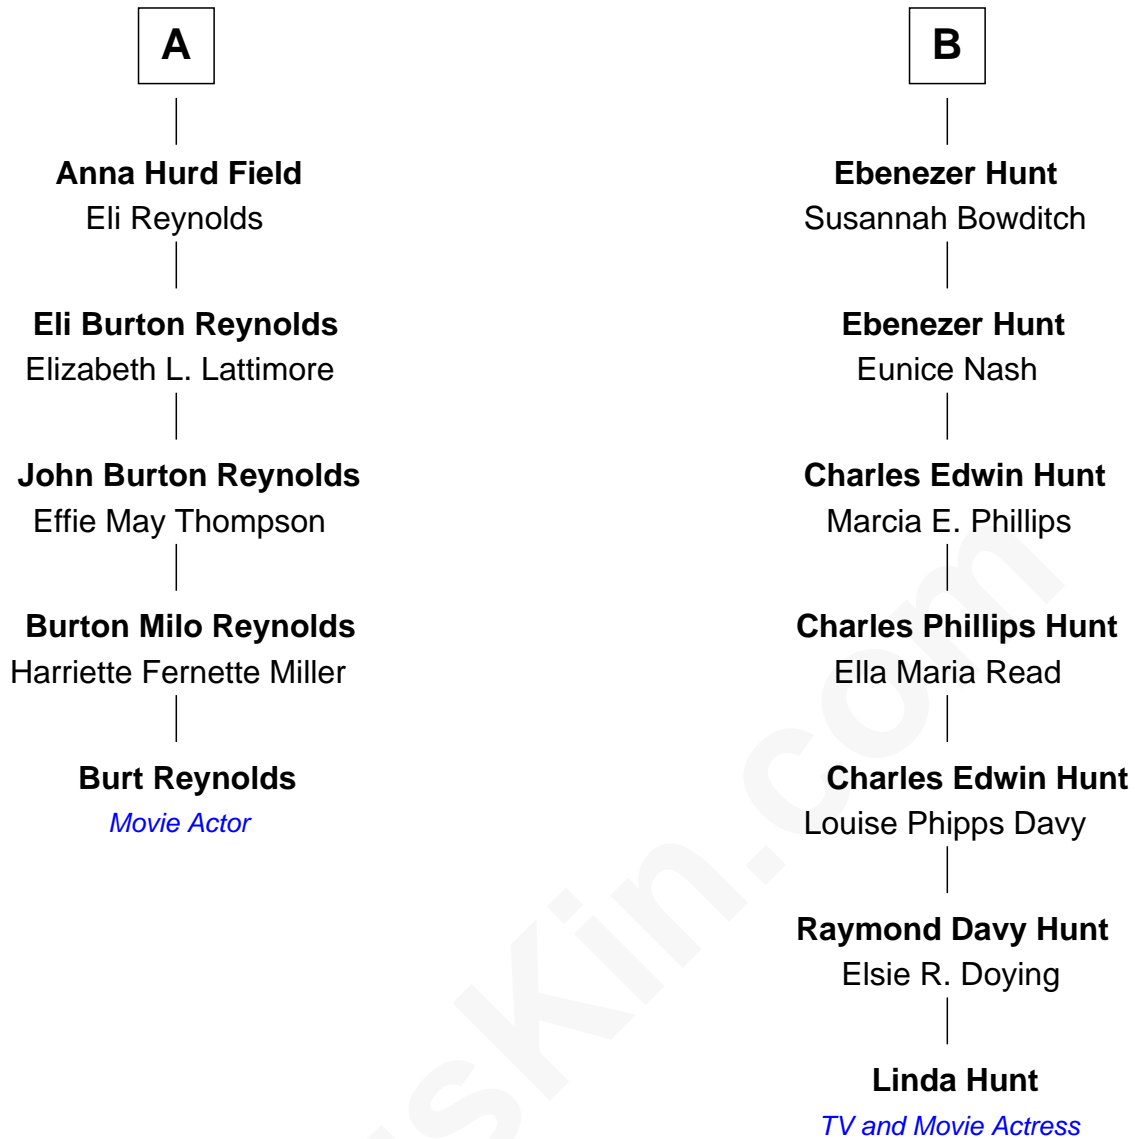 A
Anna Hurd Field
Eli Reynolds
Eli Burton Reynolds
Elizabeth L. Lattimore
John Burton Reynolds
Effie May Thompson
Burton Milo Reynolds
Harriette Fernette Miller
Burt Reynolds
Movie Actor
B
Ebenezer Hunt
Susannah Bowditch
Ebenezer Hunt
Eunice Nash
Charles Edwin Hunt
Marcia E. Phillips
Charles Phillips Hunt
Ella Maria Read
Charles Edwin Hunt
Louise Phipps Davy
Raymond Davy Hunt
Elsie R. Doying
Linda Hunt
TV and Movie Actress
sKin.com